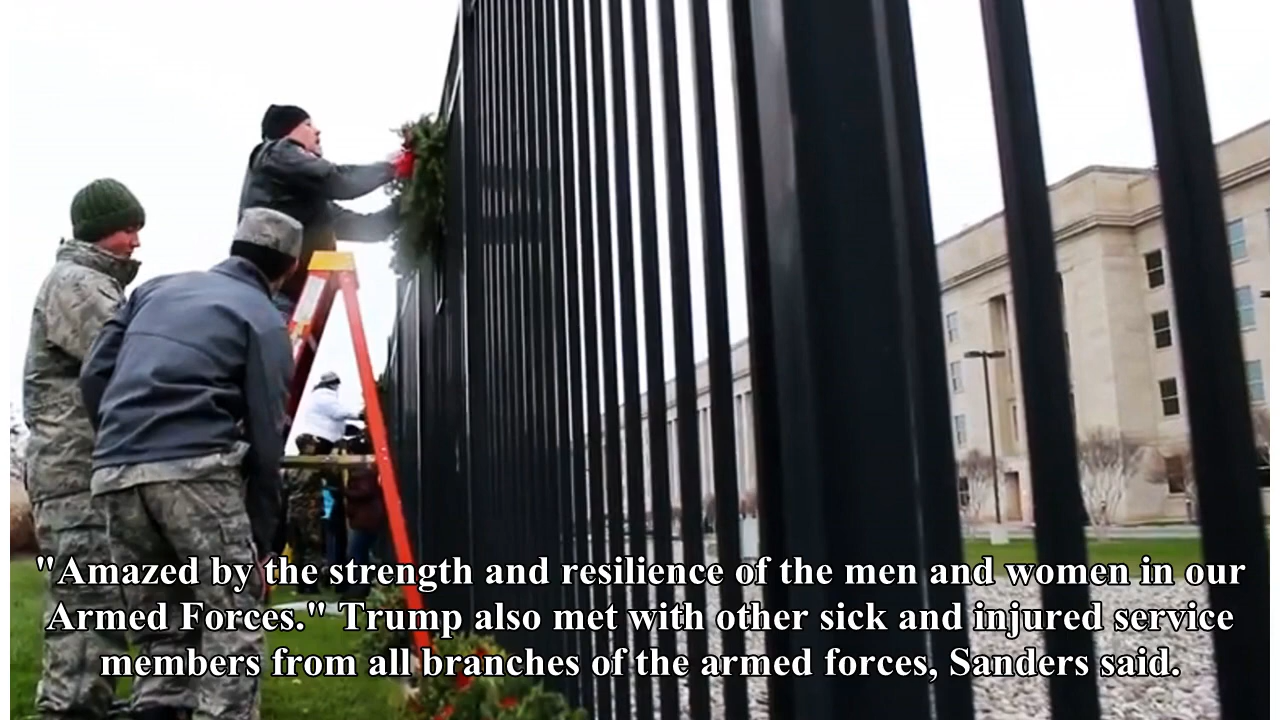 "Amazed by the strength and resilience of the men and women in our
Armed Forces." Trump also met with other sick and injured service
members from all branches of the armed forces, Sanders said.